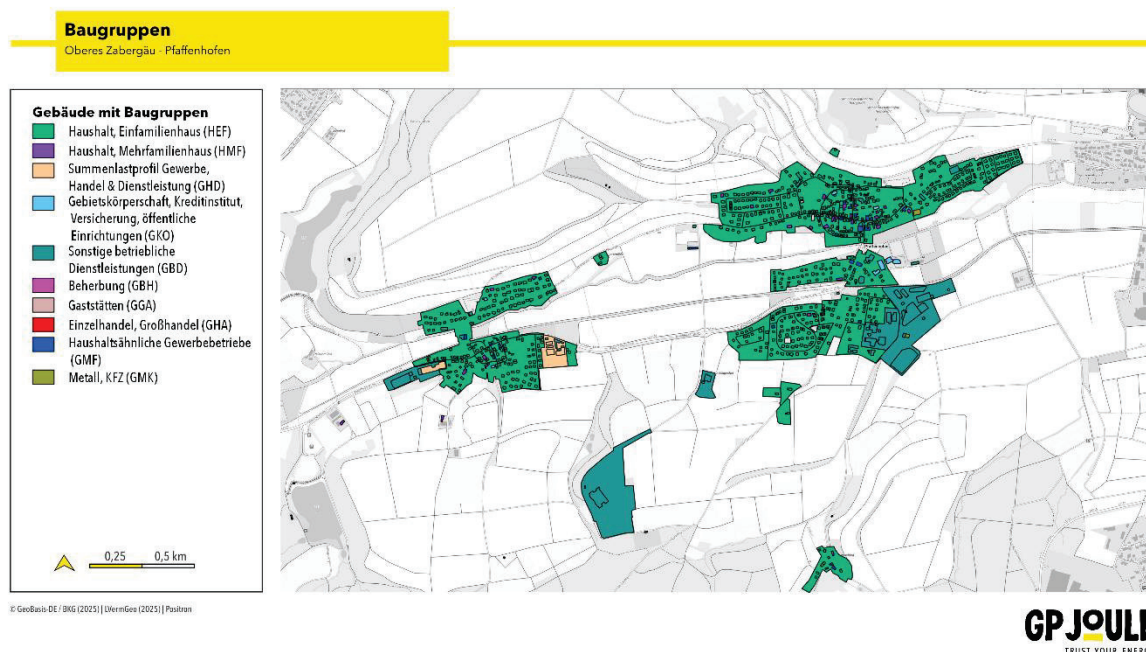 Baugruppen
Oberes Zabergäu - Pfaffenhofen
Gebäude mit Baugruppen
Haushalt, Einfamilienhaus (HEF)
Haushalt, Mehrfamilienhaus (HMF)
Summenlastprofil Gewerbe,
Handel & Dienstleistung (GHD)
Gebietskörperschaft, Kreditinstitut,
Versicherung, öffentliche
Einrichtungen (GKO)
Sonstige betriebliche
Dienstleistungen (GBD)
Beherbung (GBH)
Gaststätten (GGA)
Einzelhandel, Großhandel (GHA)
Haushaltsähnliche Gewerbebetriebe
(GMF)
Metall, KFZ (GMK)
0,25 0,5 km
© GeoBasis-DE / BKG (2025) | LVermGeo (2025) | Positron
GP JOULE
TRUST YOUR ENERG